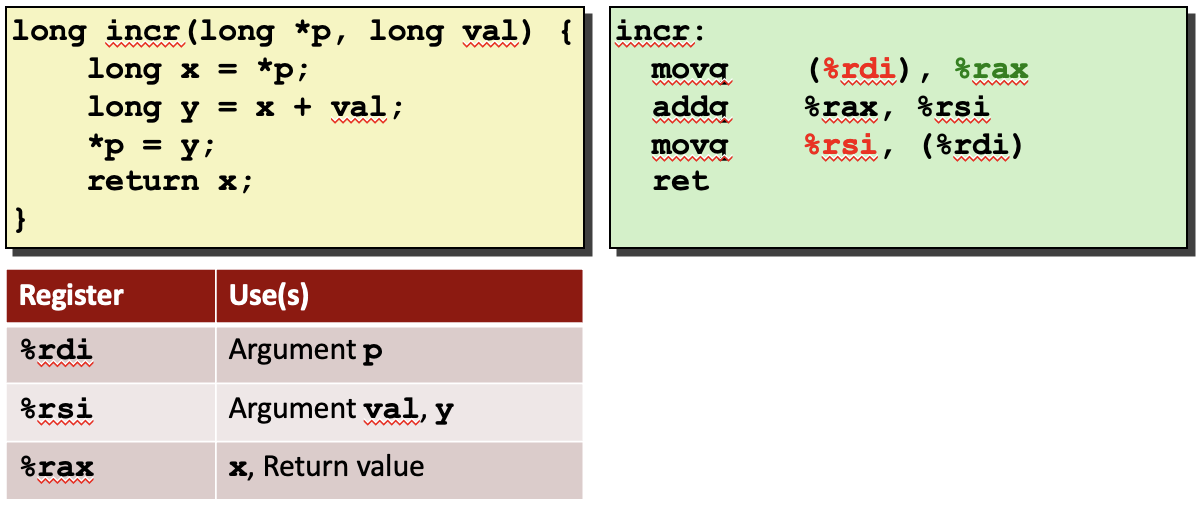 long incr(long *p, long val) {
    long x = *p;
    long y = x + val;
    *p = y;
    return x;
}
incr:
  movq    (%rdi), %rax
  addq    %rax, %rsi
  movq    %rsi, (%rdi)
  ret
Register Use(s)
%rdi Argument p
%rsi Argument val, y
%rax x, Return value